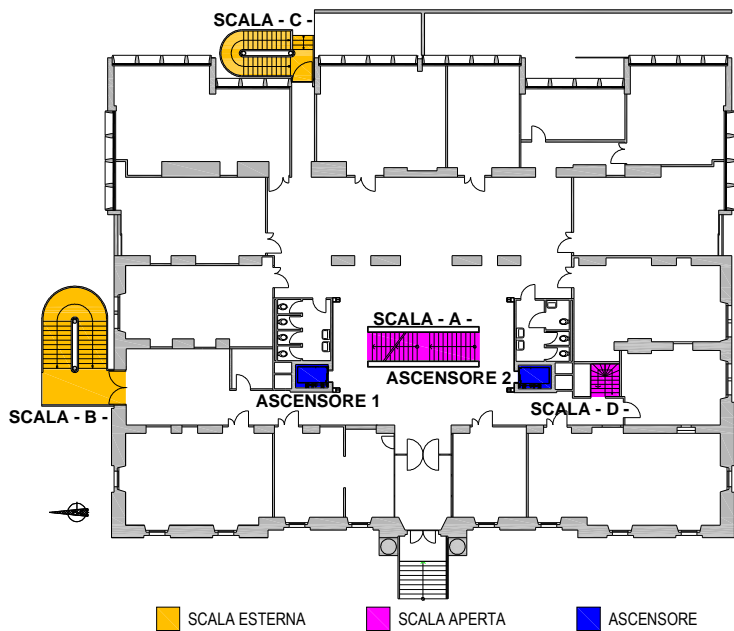 SCALA - C -
SCALA - A -
ASCENSORE 2
ASCENSORE 1
SCALA - B -
SCALA - D -
SCALA ESTERNA
SCALA APERTA
ASCENSORE